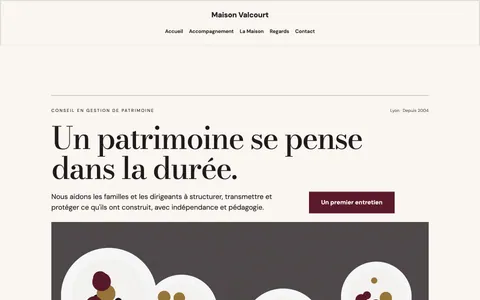 Maison Valcourt
Accueil Accompagnement La Maison Regards Contact
CONSEIL EN GESTION DE PATRIMOINE
Lyon · Depuis 2004
Un patrimoine se pense
dans la durée.
Nous aidons les familles et les dirigeants à structurer, transmettre et
protéger ce qu'ils ont construit, avec indépendance et pédagogie.
Un premier entretien